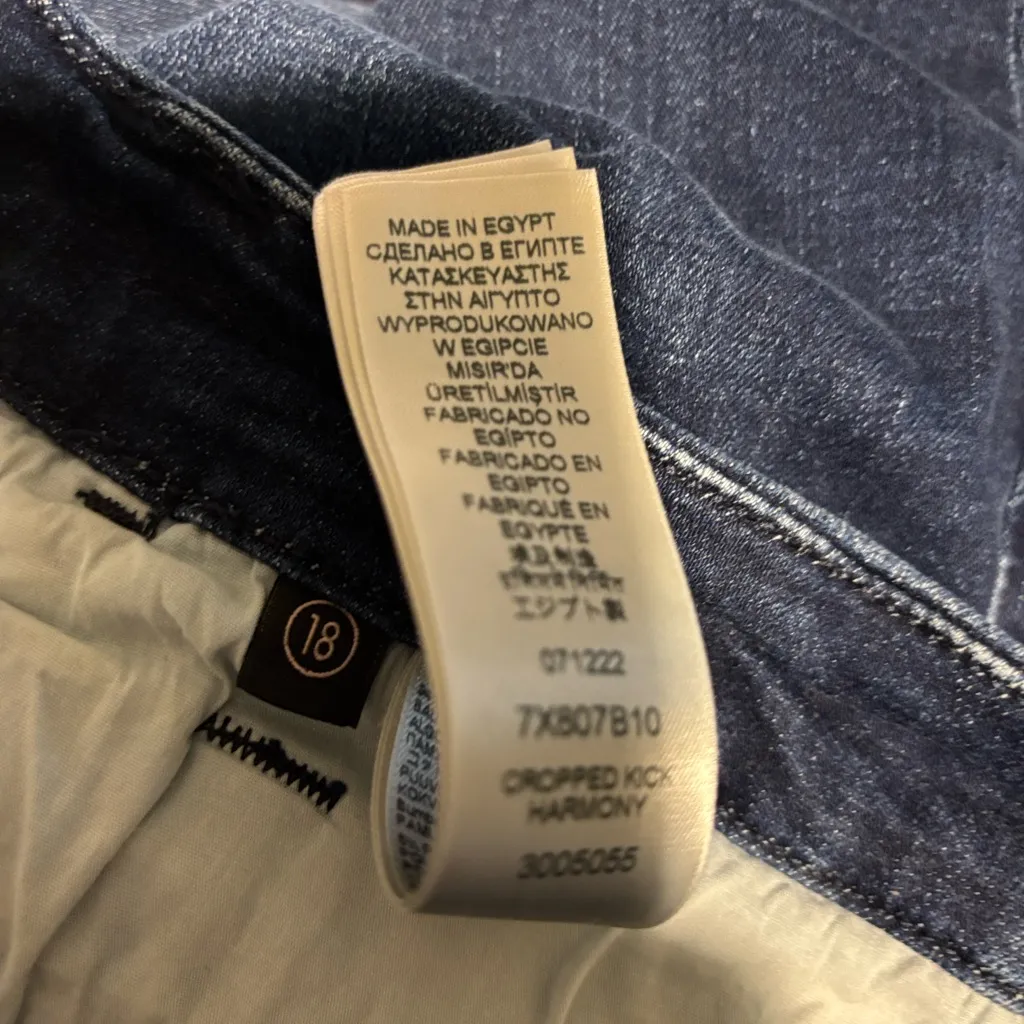 MADE IN EGYPT
СДЕЛАНО В ЕГИПТЕ
ΚΑΤΑΣΚΕΥΑΣΤΗΣ
ΣΤΗΝ ΑΙΓΥΠΤΟ
WYPRODUKOWANO
W EGIPCIE
MISIR'DA
ÜRETİLMİŞTİR
FABRICADO NO
EGÍPTO
FABRICADO EN
EGIPTO
FABRIQUÉ EN
EGYPTE
エジプト製
071222
7X807B10
CROPPED KICK
HARMONY
3005055
18